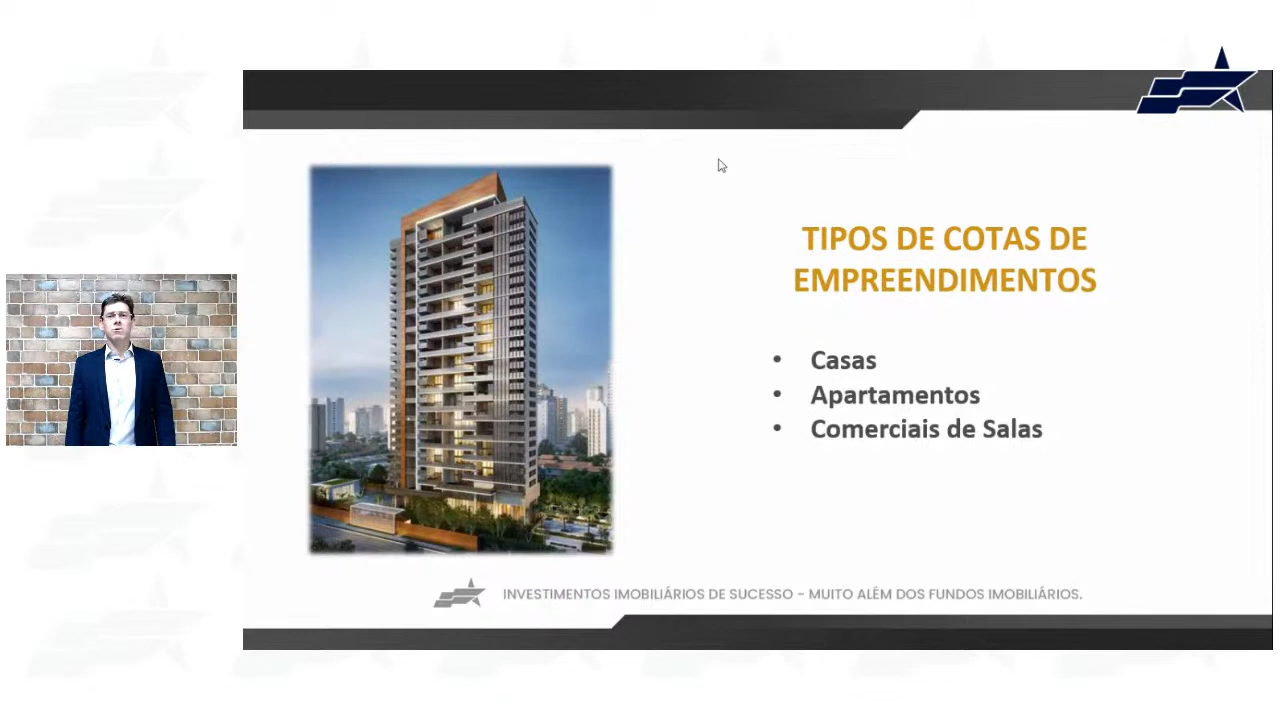 TIPOS DE COTAS DE
EMPREENDIMENTOS
• Casas
• Apartamentos
• Comerciais de Salas
INVESTIMENTOS IMOBILIÁRIOS DE SUCESSO - MUITO ALÉM DOS FUNDOS IMOBILIÁRIOS.